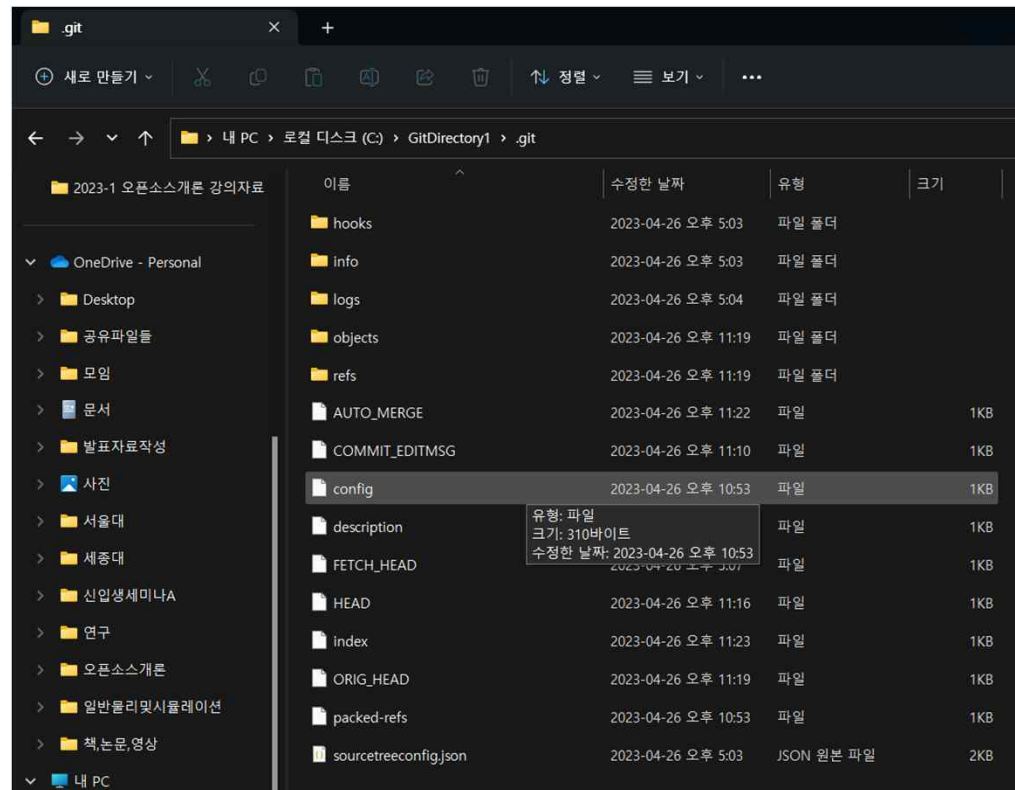 .git
새로 만들기
정렬
보기
내 PC > 로컬 디스크 (C:) > GitDirectory1 > .git
2023-1 오픈소스개론 강의자료
OneDrive - Personal
Desktop
공유파일들
모임
문서
발표자료작성
사진
서울대
세종대
신입생세미나A
연구
오픈소스개론
일반물리및시뮬레이션
책,논문,영상
내 PC
이름 수정한 날짜 유형 크기
hooks 2023-04-26 오후 5:03 파일 폴더
info 2023-04-26 오후 5:03 파일 폴더
logs 2023-04-26 오후 5:04 파일 폴더
objects 2023-04-26 오후 11:19 파일 폴더
refs 2023-04-26 오후 11:19 파일 폴더
AUTO_MERGE 2023-04-26 오후 11:22 파일 1KB
COMMIT_EDITMSG 2023-04-26 오후 11:10 파일 1KB
config 2023-04-26 오후 10:53 파일 1KB
유형: 파일
크기: 310바이트
수정한 날짜: 2023-04-26 오후 10:53
description 파일 1KB
FETCH_HEAD 2023-04-26 오후 5:07 파일 1KB
HEAD 2023-04-26 오후 11:16 파일 1KB
index 2023-04-26 오후 11:23 파일 1KB
ORIG_HEAD 2023-04-26 오후 11:19 파일 1KB
packed-refs 2023-04-26 오후 10:53 파일 1KB
sourcetreeconfig.json 2023-04-26 오후 5:03 JSON 원본 파일 2KB